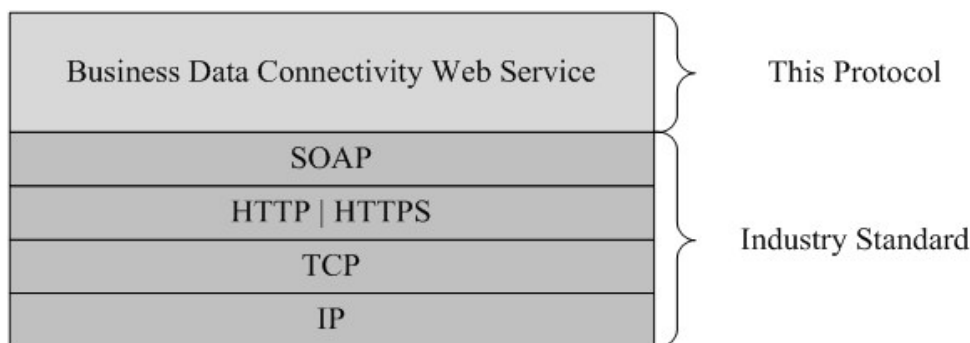 Business Data Connectivity Web Service
This Protocol
SOAP
HTTP | HTTPS
TCP
IP
Industry Standard